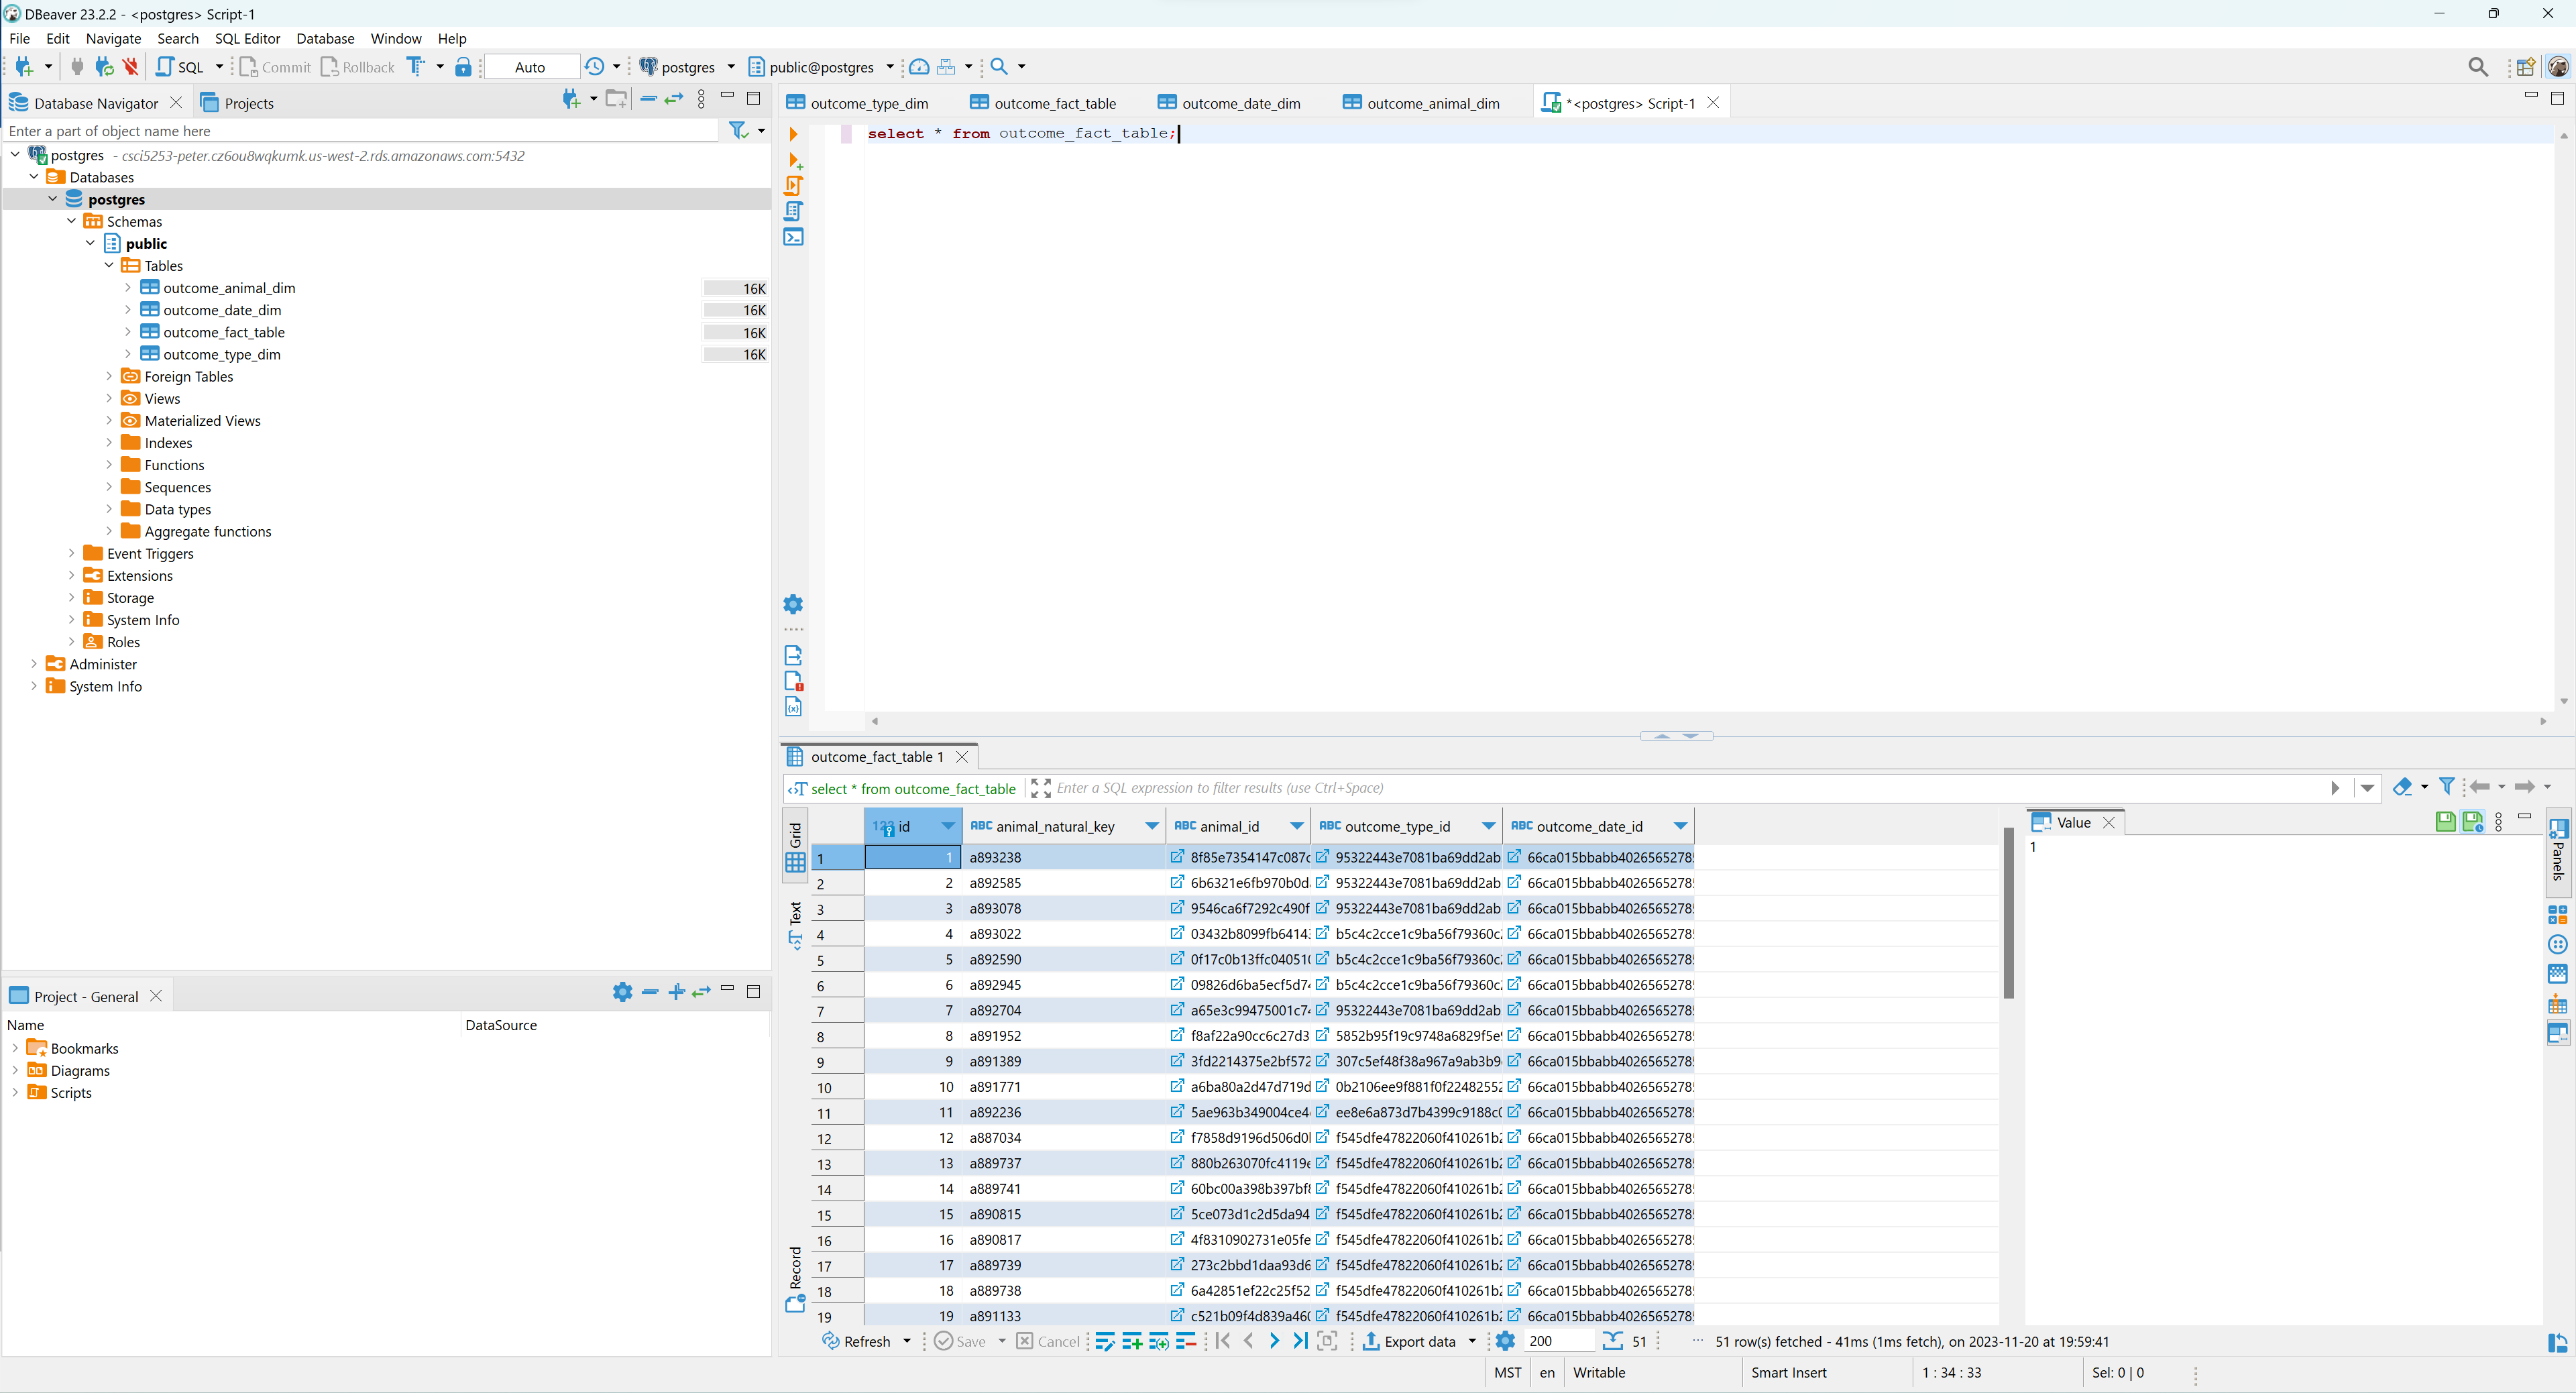 DBeaver 23.2.2 - <postgres> Script-1
File Edit Navigate Search SQL Editor Database Window Help
SQL Commit Rollback Auto postgres public@postgres
Database Navigator Projects
Enter a part of object name here
postgres - csci5253-peter.cz6ou8wqkumk.us-west-2.rds.amazonaws.com:5432
Databases
postgres
Schemas
public
Tables
outcome_animal_dim 16K
outcome_date_dim 16K
outcome_fact_table 16K
outcome_type_dim 16K
Foreign Tables
Views
Materialized Views
Indexes
Functions
Sequences
Data types
Aggregate functions
Event Triggers
Extensions
Storage
System Info
Roles
Administer
System Info
Project - General
Name DataSource
Bookmarks
Diagrams
Scripts
outcome_type_dim outcome_fact_table outcome_date_dim outcome_animal_dim *<postgres> Script-1
select * from outcome_fact_table;
outcome_fact_table 1
select * from outcome_fact_table Enter a SQL expression to filter results (use Ctrl+Space)
Grid
Text
Record
123 id ABC animal_natural_key ABC animal_id ABC outcome_type_id ABC outcome_date_id
1 1 a893238 8f85e7354147c087c 95322443e7081ba69dd2ab 66ca015bbabb4026565278
2 2 a892585 6b6321e6fb970b0d 95322443e7081ba69dd2ab 66ca015bbabb4026565278
3 3 a893078 9546ca6f7292c490f 95322443e7081ba69dd2ab 66ca015bbabb4026565278
4 4 a893022 03432b8099fb6414 b5c4c2cce1c9ba56f79360c 66ca015bbabb4026565278
5 5 a892590 0f17c0b13ffc04051 b5c4c2cce1c9ba56f79360c 66ca015bbabb4026565278
6 6 a892945 09826d6ba5ecf5d7 b5c4c2cce1c9ba56f79360c 66ca015bbabb4026565278
7 7 a892704 a65e3c99475001c7 95322443e7081ba69dd2ab 66ca015bbabb4026565278
8 8 a891952 f8af22a90cc6c27d3 5852b95f19c9748a6829f5e 66ca015bbabb4026565278
9 9 a891389 3fd2214375e2bf572 307c5ef48f38a967a9ab3b9 66ca015bbabb4026565278
10 10 a891771 a6ba80a2d47d719d 0b2106ee9f881f0f2248255 66ca015bbabb4026565278
11 11 a892236 5ae963b349004ce4 ee8e6a873d7b4399c9188c 66ca015bbabb4026565278
12 12 a887034 f7858d9196d506d0 f545dfe47822060f410261b 66ca015bbabb4026565278
13 13 a889737 880b263070fc4119 f545dfe47822060f410261b 66ca015bbabb4026565278
14 14 a889741 60bc00a398b397bf f545dfe47822060f410261b 66ca015bbabb4026565278
15 15 a890815 5ce073d1c2d5da94 f545dfe47822060f410261b 66ca015bbabb4026565278
16 16 a890817 4f8310902731e05fe f545dfe47822060f410261b 66ca015bbabb4026565278
17 17 a889739 273c2bbd1daa93d6 f545dfe47822060f410261b 66ca015bbabb4026565278
18 18 a889738 6a42851ef22c25f52 f545dfe47822060f410261b 66ca015bbabb4026565278
19 19 a891133 c521b09f4d839a46 f545dfe47822060f410261b 66ca015bbabb4026565278
Value
1
Panels
Refresh Save Cancel Export data 200 51 ... 51 row(s) fetched - 41ms (1ms fetch), on 2023-11-20 at 19:59:41
MST en Writable Smart Insert 1 : 34 : 33 Sel: 0 | 0